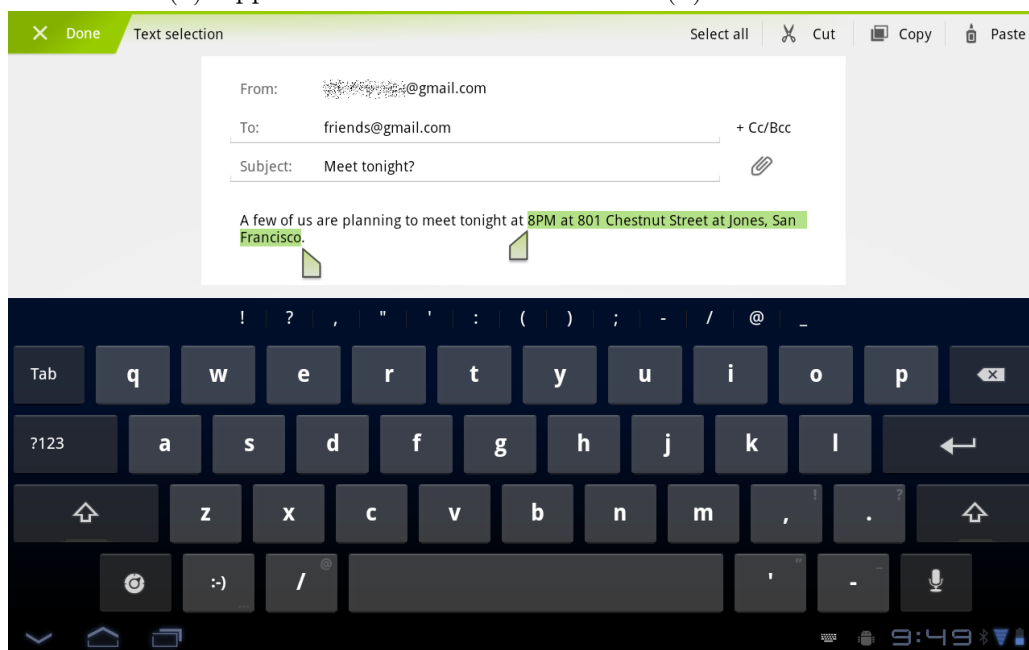 Done Text selection Select all Cut Copy Paste
From: @gmail.com
To: friends@gmail.com + Cc/Bcc
Subject: Meet tonight?
A few of us are planning to meet tonight at 8PM at 801 Chestnut Street at Jones, San
Francisco.
! ? , " ' : ( ) ; - / @ _
Tab q w e r t y u i o p
?123 a s d f g h j k l
z x c v b n m , ! . ?
:-) / @ ... ' " - _
9:49